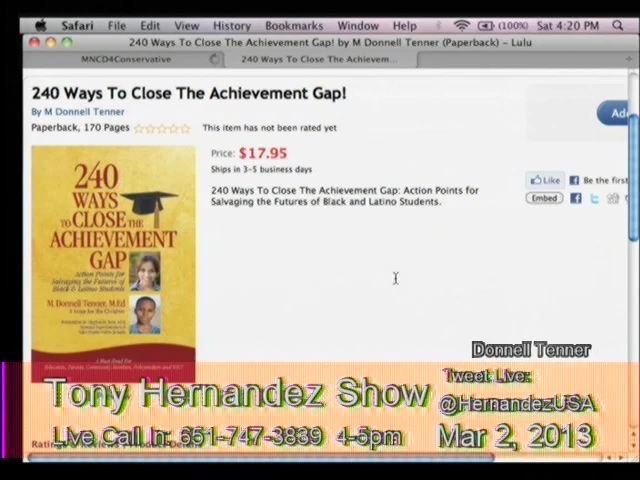 Safari File Edit View History Bookmarks Window Help (100%) Sat 4:20 PM
240 Ways To Close The Achievement Gap! by M Donnell Tenner (Paperback) – Lulu
MNCD4Conservative 240 Ways To Close The Achievem...
240 Ways To Close The Achievement Gap!
By M Donnell Tenner
Paperback, 170 Pages This item has not been rated yet
Add
Price: $17.95
Ships in 3-5 business days
240 Ways To Close The Achievement Gap: Action Points for
Salvaging the Futures of Black and Latino Students.
Like Be the first
Embed
240
WAYS
TO CLOSE THE
ACHIEVEMENT
GAP
Action Points for
Salvaging the Futures of
Black & Latino Students
M. Donnell Tenner, M.Ed
A Voice for the Children
Donnell Tenner
Tony Hernandez Show
Tweet Live:
@HernandezUSA
Live Call In: 651-747-3839 4-5pm
Mar 2, 2013